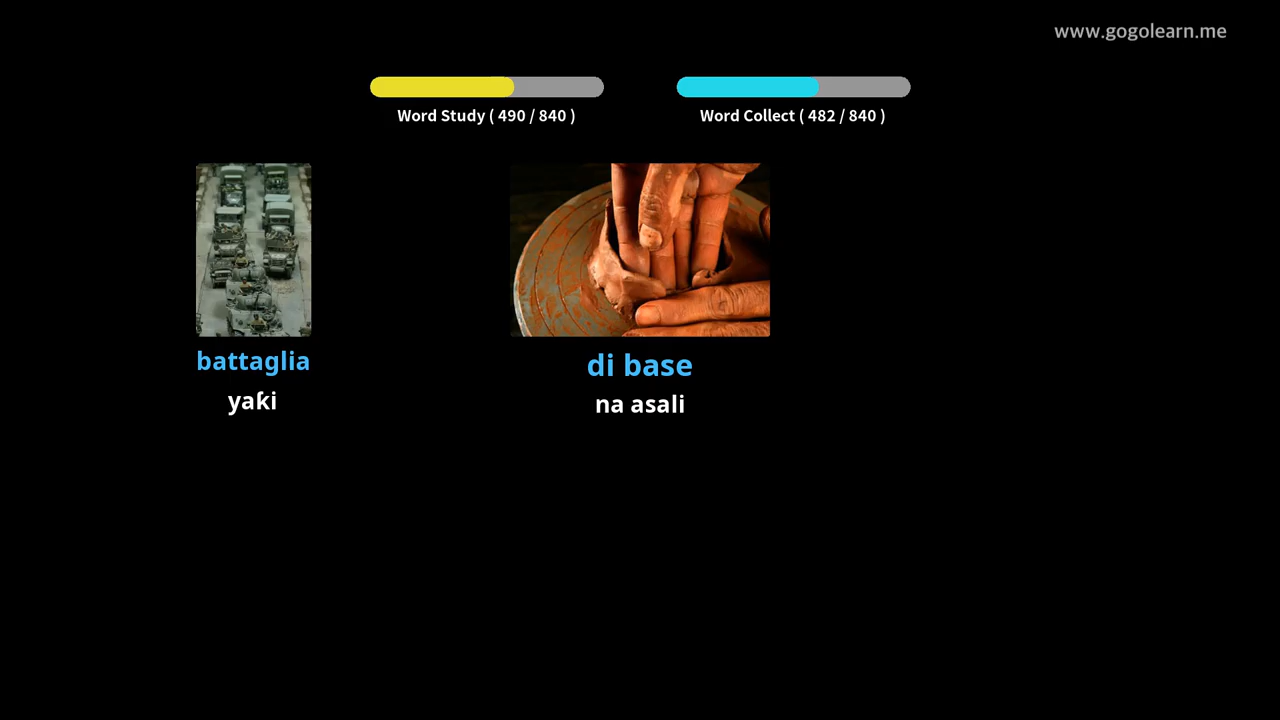 www.gogolearn.me
Word Study ( 490 / 840 )
Word Collect ( 482 / 840 )
battaglia
yaƙi
di base
na asali